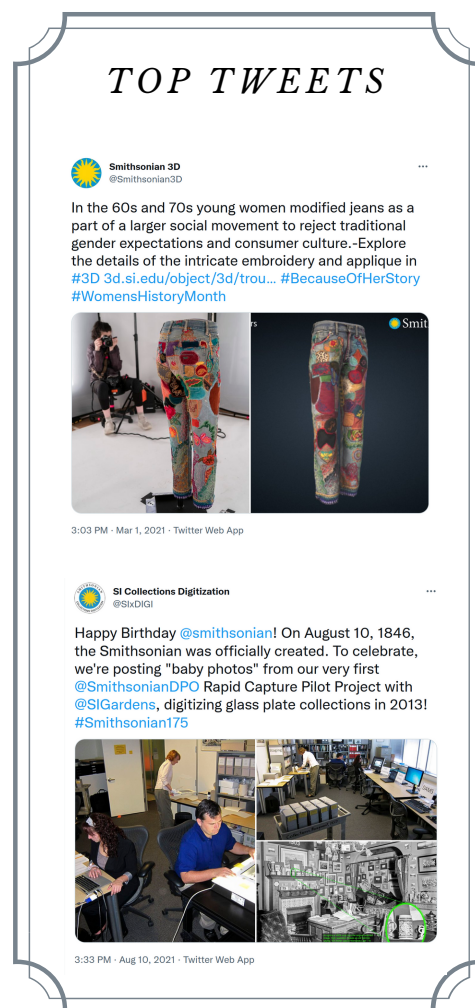 TOP TWEETS
Smithsonian 3D
@Smithsonian3D
In the 60s and 70s young women modified jeans as a
part of a larger social movement to reject traditional
gender expectations and consumer culture.-Explore
the details of the intricate embroidery and applique in
#3D 3d.si.edu/object/3d/trou... #BecauseOfHerStory
#WomensHistoryMonth
rs
Smit
3:03 PM · Mar 1, 2021 · Twitter Web App
SI Collections Digitization
@SIxDIGI
Happy Birthday @smithsonian! On August 10, 1846,
the Smithsonian was officially created. To celebrate,
we're posting "baby photos" from our very first
@SmithsonianDPO Rapid Capture Pilot Project with
@SIGardens, digitizing glass plate collections in 2013!
#Smithsonian175
3:33 PM · Aug 10, 2021 · Twitter Web App